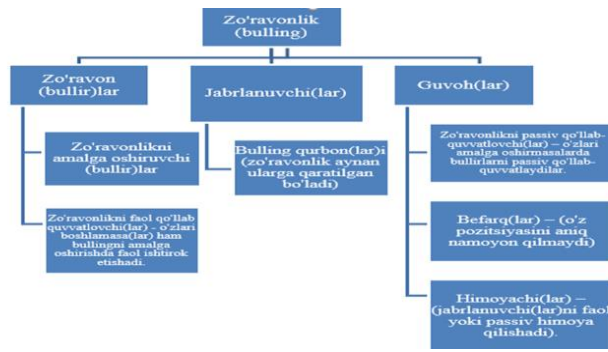 Zo'ravonlik
(bulling)
Zo'ravon
(bullir)lar
Zo'ravonlikni
amalga oshiruvchi
(bullir)lar
Zo'ravonlikni faol qo'llab
quvvatlovchi(lar) - o'zlari
boshlamasa(lar) ham
bullingni amalga
oshirishda faol ishtirok
etishadi.
Jabrlanuvchi(lar)
Bulling qurbon(lar)i
(zo'ravonlik aynan
ularga qaratilgan
bo'ladi)
Guvoh(lar)
Zo'ravonlikni passiv qo'llab-
quvvatlovchi(lar) – o'zlari
amalga oshirmasalarda
bullirlarni passiv qo'llab-
quvvatlaydilar.
Befarq(lar) – (o'z
pozitsiyasini aniq
namoyon qilmaydi)
Himoyachi(lar) –
(jabrlanuvchi(lar)ni faol
yoki passiv himoya
qilishadi).